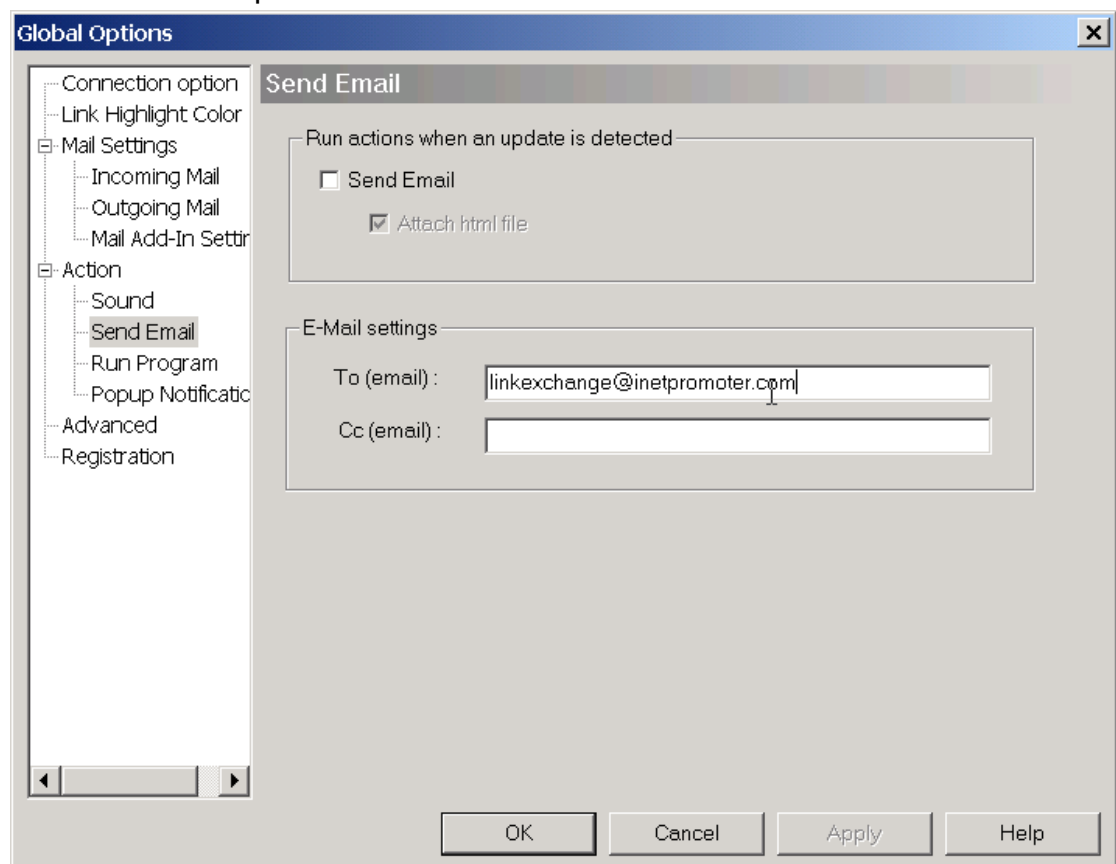 Global Options
Connection option
Link Highlight Color
Mail Settings
Incoming Mail
Outgoing Mail
Mail Add-In Settir
Action
Sound
Send Email
Run Program
Popup Notificatic
Advanced
Registration
Send Email
Run actions when an update is detected
Send Email
Attach html file
E-Mail settings
To (email) : linkexchange@inetpromoter.com
Cc (email) :
OK Cancel Apply Help